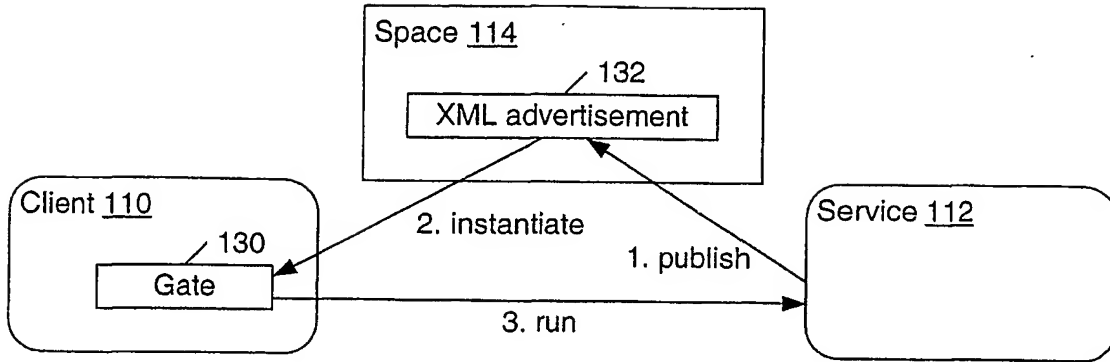 Space 114
132
XML advertisement
Client 110
130
Gate
2. instantiate
1. publish
Service 112
3. run